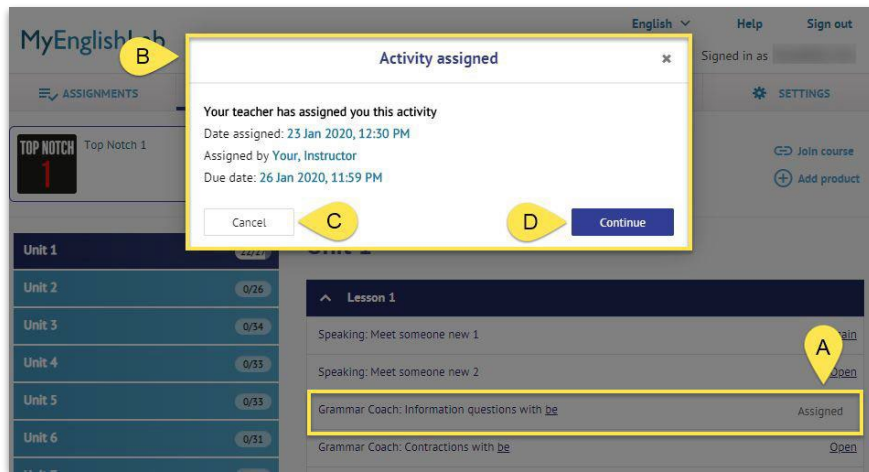 English Help Sign out
MyEnglishLab
B
Activity assigned
Signed in as
ASSIGNMENTS
SETTINGS
Your teacher has assigned you this activity
Date assigned: 23 Jan 2020, 12:30 PM
TOP NOTCH
1
Top Notch 1
Assigned by Your, Instructor
Join course
Due date: 26 Jan 2020, 11:59 PM
Add product
Cancel
C
D
Continue
Unit 1 22/27
Unit 2 0/26
Lesson 1
Unit 3 0/34
Speaking: Meet someone new 1
A
Unit 4 0/33
Speaking: Meet someone new 2 Open
Unit 5 0/33
Grammar Coach: Information questions with be Assigned
Unit 6 0/31
Grammar Coach: Contractions with be Open